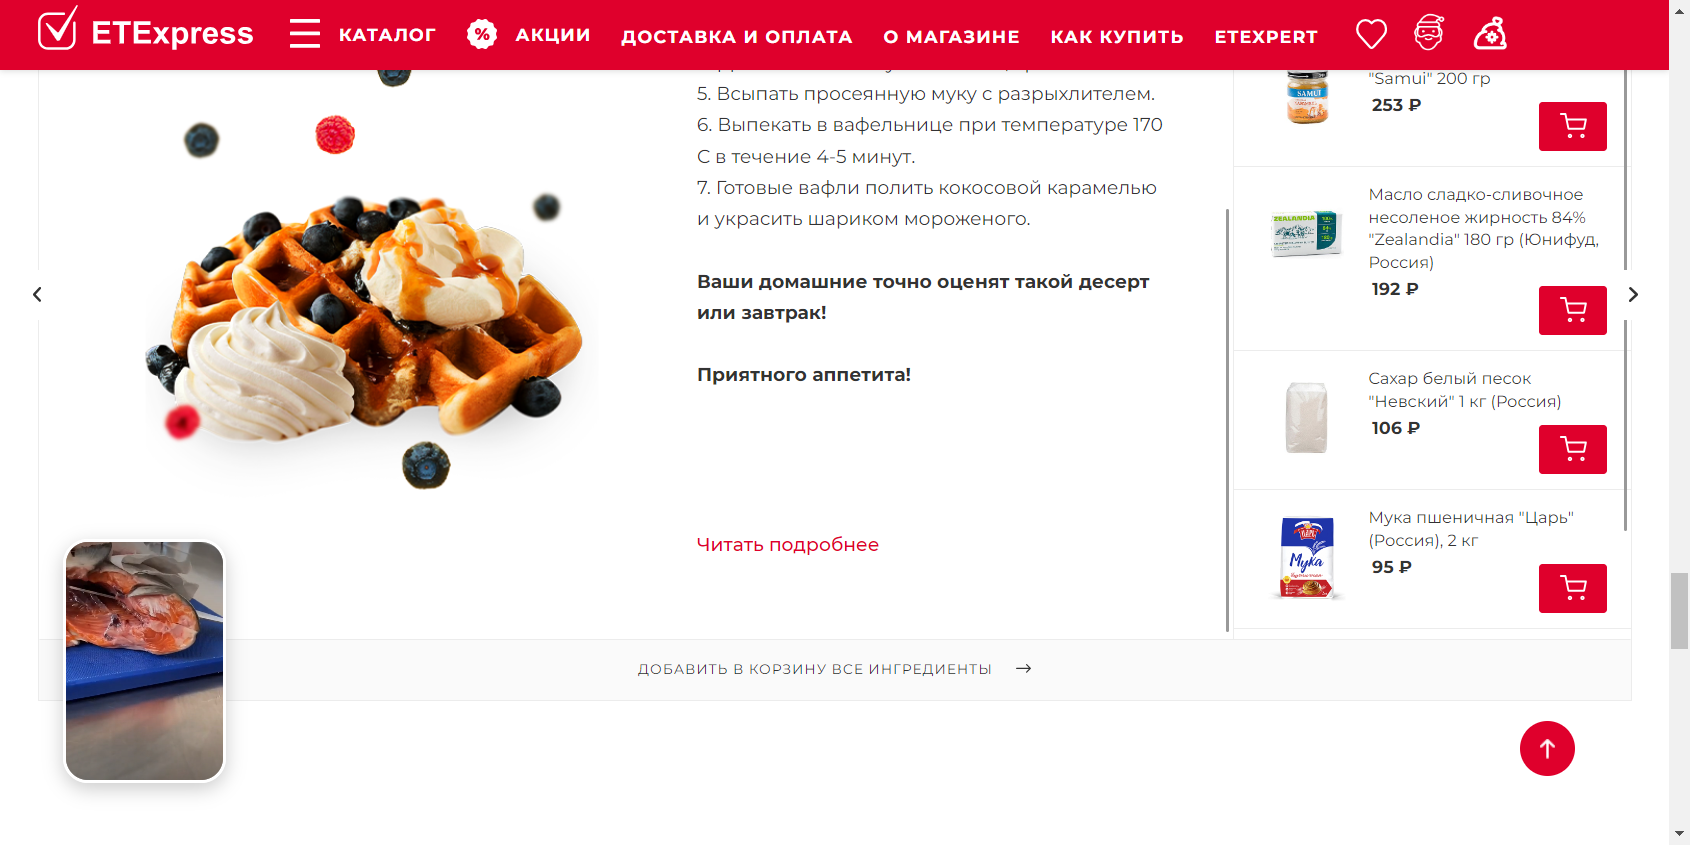 ETExpress
КАТАЛОГ
%
АКЦИИ
ДОСТАВКА И ОПЛАТА
О МАГАЗИНЕ
КАК КУПИТЬ
ETEXPERT
5. Всыпать просеянную муку с разрыхлителем.
6. Выпекать в вафельнице при температуре 170
С в течение 4-5 минут.
7. Готовые вафли полить кокосовой карамелью
и украсить шариком мороженого.
Ваши домашние точно оценят такой десерт
или завтрак!
Приятного аппетита!
Читать подробнее
"Samui" 200 гр
253 ₽
SAMUI
Масло сладко-сливочное
несоленое жирность 84%
"Zealandia" 180 гр (Юнифуд,
Россия)
192 ₽
ZEALANDIA
Сахар белый песок
"Невский" 1 кг (Россия)
106 ₽
Мука пшеничная "Царь"
(Россия), 2 кг
95 ₽
Мука
ДОБАВИТЬ В КОРЗИНУ ВСЕ ИНГРЕДИЕНТЫ